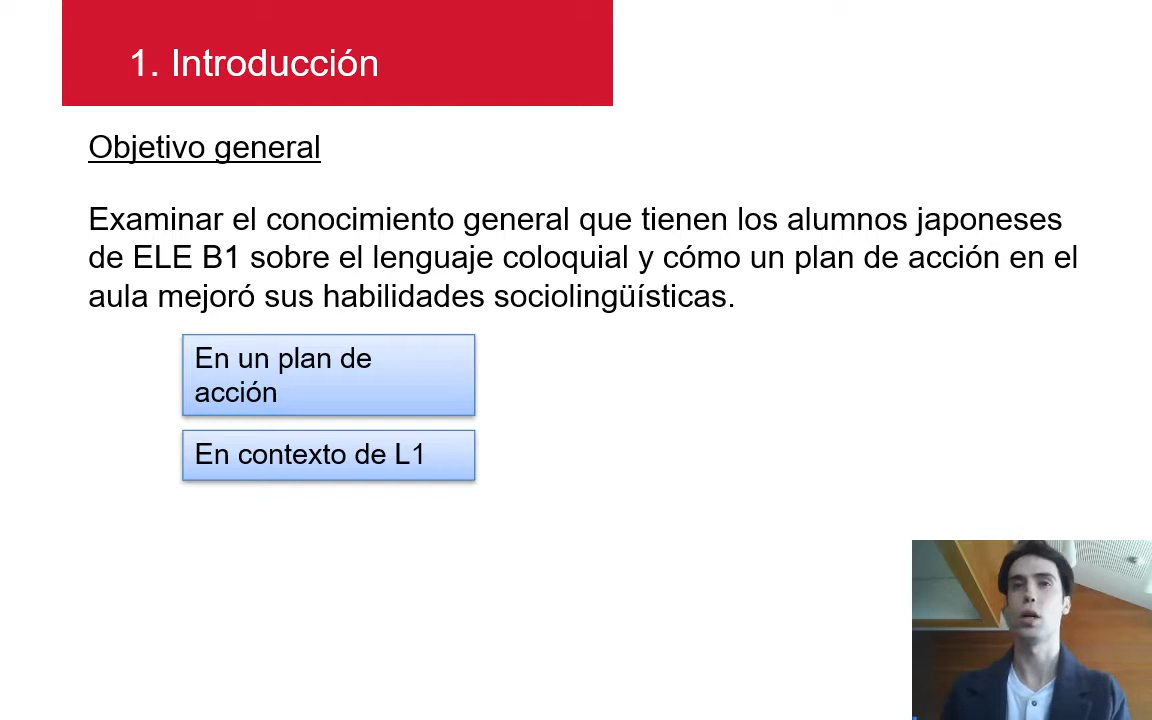 1. Introducción
Objetivo general
Examinar el conocimiento general que tienen los alumnos japoneses
de ELE B1 sobre el lenguaje coloquial y cómo un plan de acción en el
aula mejoró sus habilidades sociolingüísticas.
En un plan de
acción
En contexto de L1